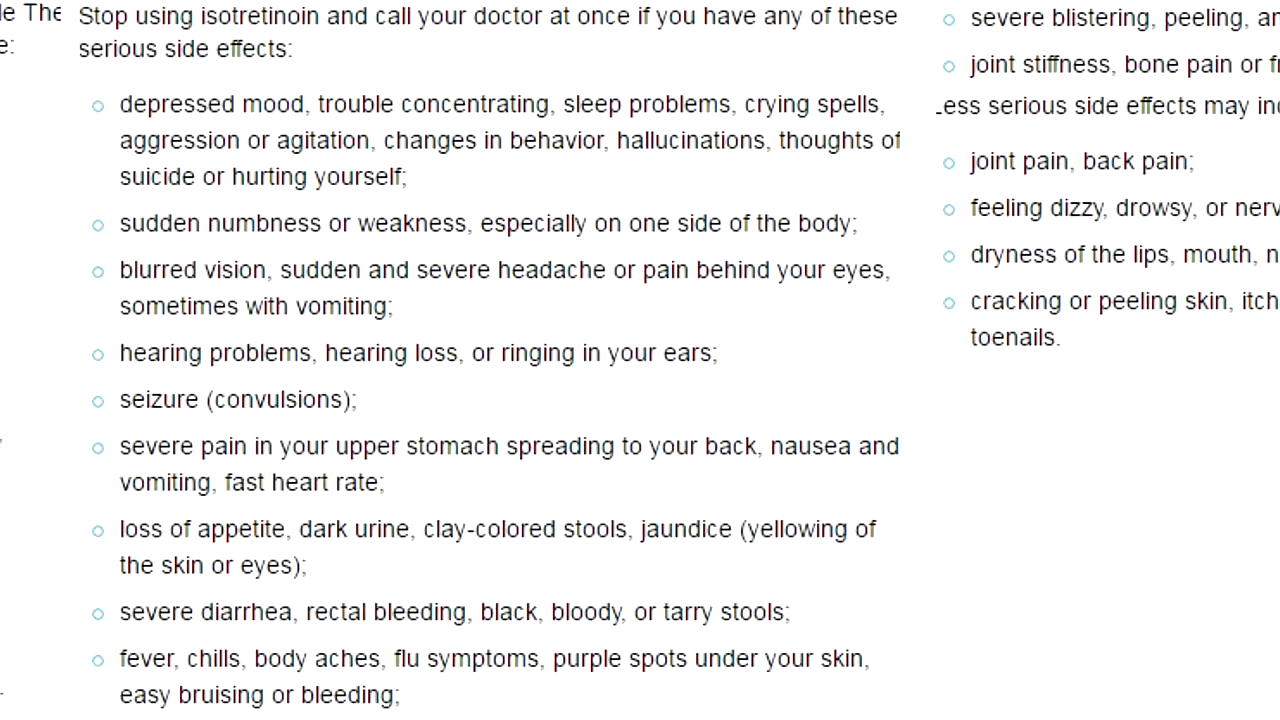 le The
e:
Stop using isotretinoin and call your doctor at once if you have any of these
serious side effects:
depressed mood, trouble concentrating, sleep problems, crying spells,
aggression or agitation, changes in behavior, hallucinations, thoughts of
suicide or hurting yourself;
sudden numbness or weakness, especially on one side of the body;
blurred vision, sudden and severe headache or pain behind your eyes,
sometimes with vomiting;
hearing problems, hearing loss, or ringing in your ears;
seizure (convulsions);
severe pain in your upper stomach spreading to your back, nausea and
vomiting, fast heart rate;
loss of appetite, dark urine, clay-colored stools, jaundice (yellowing of
the skin or eyes);
severe diarrhea, rectal bleeding, black, bloody, or tarry stools;
fever, chills, body aches, flu symptoms, purple spots under your skin,
easy bruising or bleeding;
severe blistering, peeling, an
joint stiffness, bone pain or f
Less serious side effects may in
joint pain, back pain;
feeling dizzy, drowsy, or nerv
dryness of the lips, mouth, n
cracking or peeling skin, itch
toenails.